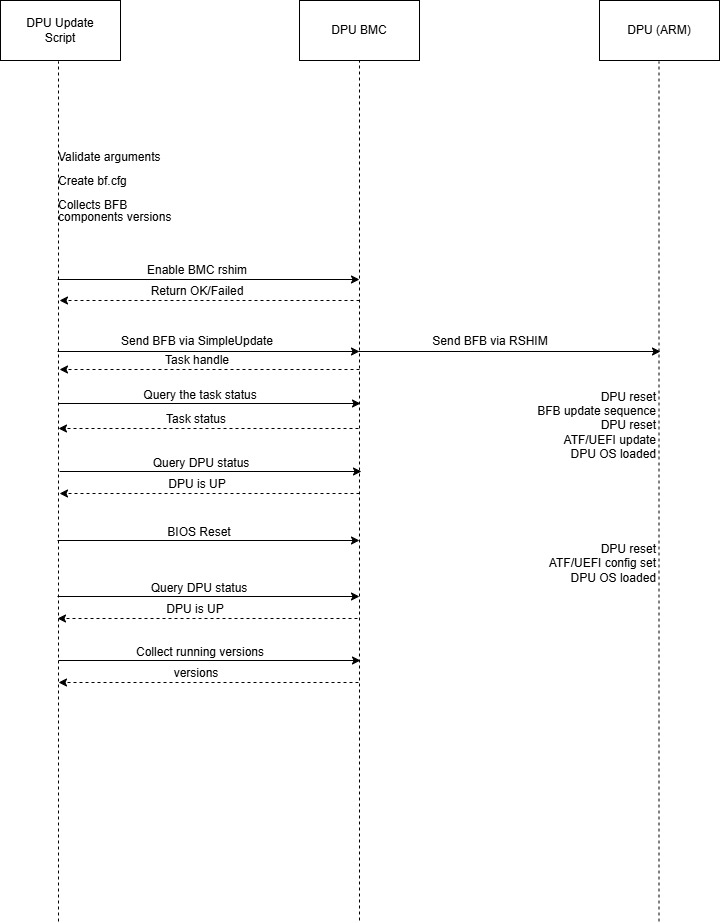 DPU Update
Script
DPU BMC
DPU (ARM)
Validate arguments
Create bf.cfg
Collects BFB
components versions
Enable BMC rshim
Return OK/Failed
Send BFB via SimpleUpdate
Send BFB via RSHIM
Task handle
Query the task status
Task status
DPU reset
BFB update sequence
DPU reset
ATF/UEFI update
DPU OS loaded
Query DPU status
DPU is UP
BIOS Reset
DPU reset
ATF/UEFI config set
DPU OS loaded
Query DPU status
DPU is UP
Collect running versions
versions